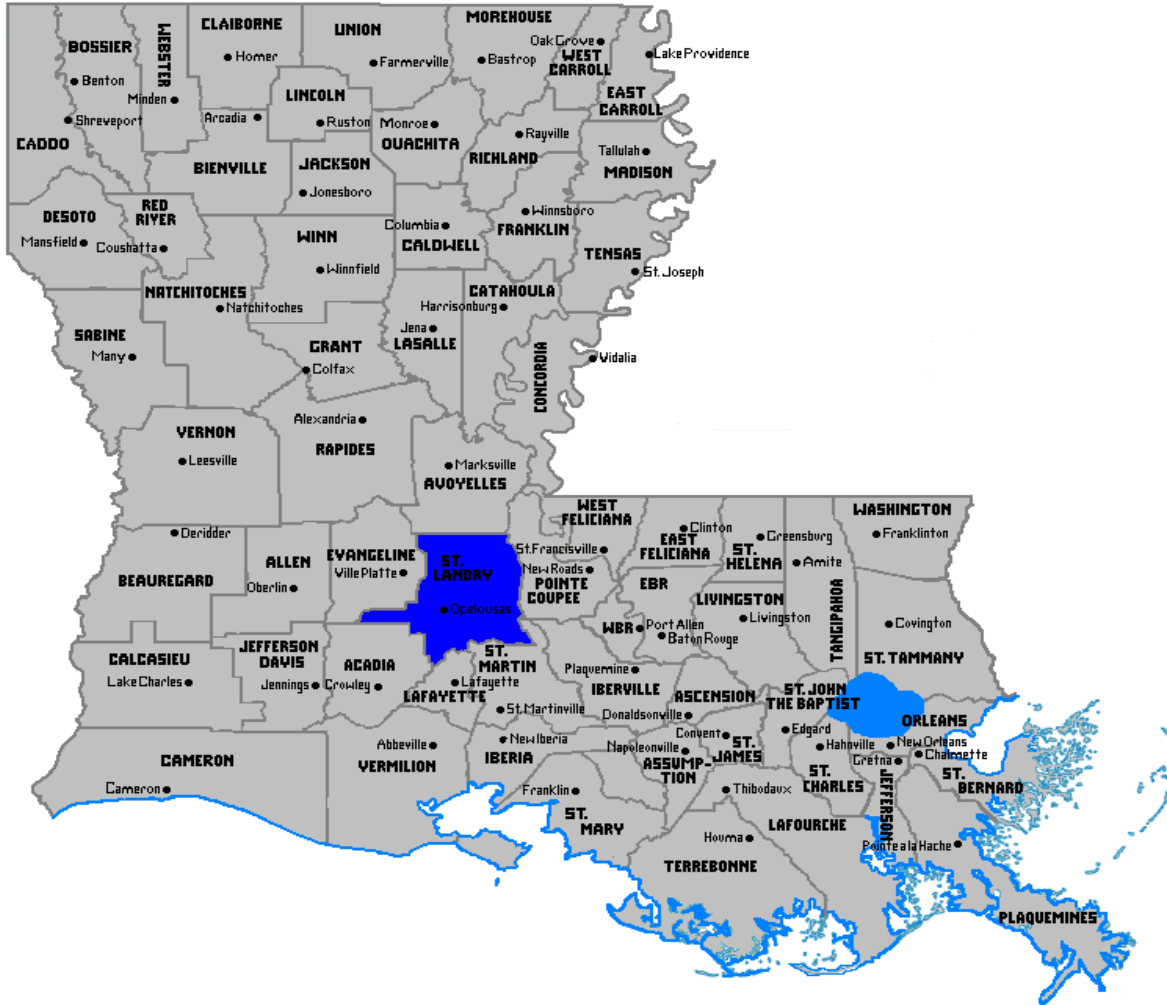 CLAIBORNE
UNION
MOREHOUSE
BOSSIER
WEBSTER
Homer
Farmerville
Bastrop
Oak Grove
WEST
CARROLL
Lake Providence
Benton
Minden
LINCOLN
EAST
CARROLL
Shreveport
Arcadia
Ruston
Monroe
OUACHITA
Rayville
RICHLAND
Tallulah
MADISON
CADDO
BIENVILLE
JACKSON
Jonesboro
DESOTO
RED
RIVER
Mansfield
Coushatta
WINN
Winnfield
Columbia
CALDWELL
Winnsboro
FRANKLIN
TENSAS
St. Joseph
NATCHITOCHES
Natchitoches
CATAHOULA
Harrisonburg
SABINE
Many
GRANT
Colfax
Jena
LASALLE
CONCORDIA
Vidalia
VERNON
Leesville
Alexandria
RAPIDES
Marksville
AVOYELLES
WEST
FELICIANA
St. Francisville
Clinton
EAST
FELICIANA
Greensburg
ST.
HELENA
WASHINGTON
Franklinton
Deridder
BEAUREGARD
ALLEN
Oberlin
EVANGELINE
Ville Platte
ST.
LANDRY
Opelousas
New Roads
POINTE
COUPEE
EBR
Amite
TANGIPAHOA
LIVINGSTON
Livingston
WBR
Port Allen
Baton Rouge
Covington
ST. TAMMANY
CALCASIEU
Lake Charles
JEFFERSON
DAVIS
Jennings
ACADIA
Crowley
LAFAYETTE
Lafayette
ST.
MARTIN
St. Martinville
Plaquemine
IBERVILLE
ASCENSION
Donaldsonville
ST. JOHN
THE BAPTIST
Edgard
ORLEANS
New Orleans
CAMERON
Cameron
Abbeville
VERMILION
New Iberia
IBERIA
Napoleonville
ASSUMP-
TION
Convent
ST.
JAMES
Hahnville
ST.
CHARLES
Gretna
JEFFERSON
Chalmette
ST.
BERNARD
Franklin
ST.
MARY
Thibodaux
LAFOURCHE
Houma
TERREBONNE
Pointe a la Hache
PLAQUEMINES